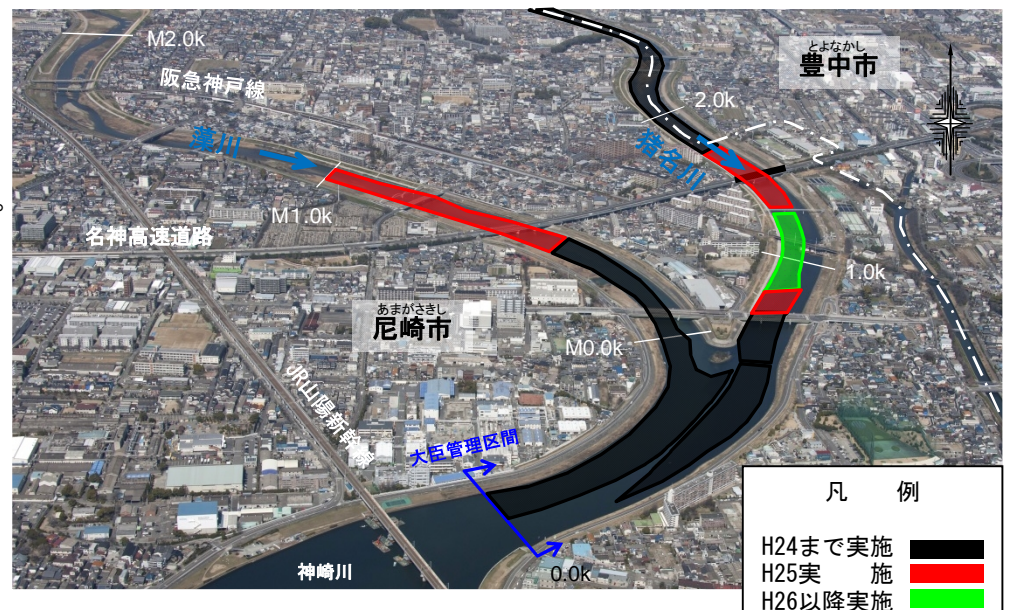 M2.0k
阪急神戸線
とよなかし
豊中市
2.0k
藻川
猪名川
M1.0k
名神高速道路
1.0k
あまがさきし
尼崎市
M0.0k
JR山陽新幹線
大臣管理区間
0.0k
神崎川
。
凡 例
H24まで実施
H25実 施
H26以降実施